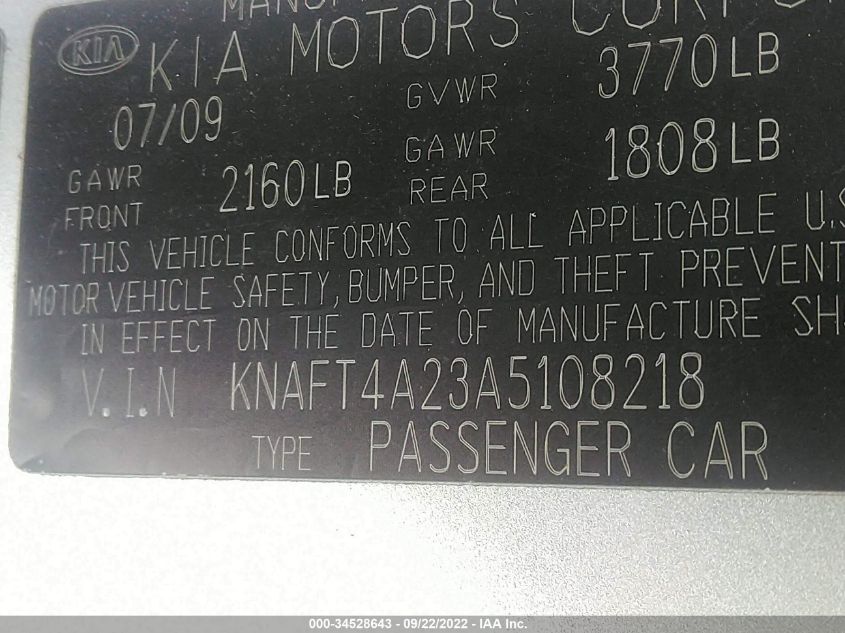 KIA
KIA MOTORS
07/09 GVWR 3770LB
GAWR FRONT 2160LB GAWR REAR 1808LB
THIS VEHICLE CONFORMS TO ALL APPLICABLE U.S
MOTOR VEHICLE SAFETY, BUMPER, AND THEFT PREVENT
IN EFFECT ON THE DATE OF MANUFACTURE SH
V.I.N KNAFT4A23A5108218
TYPE PASSENGER CAR
000-34528643 - 09/22/2022 - IAA Inc.